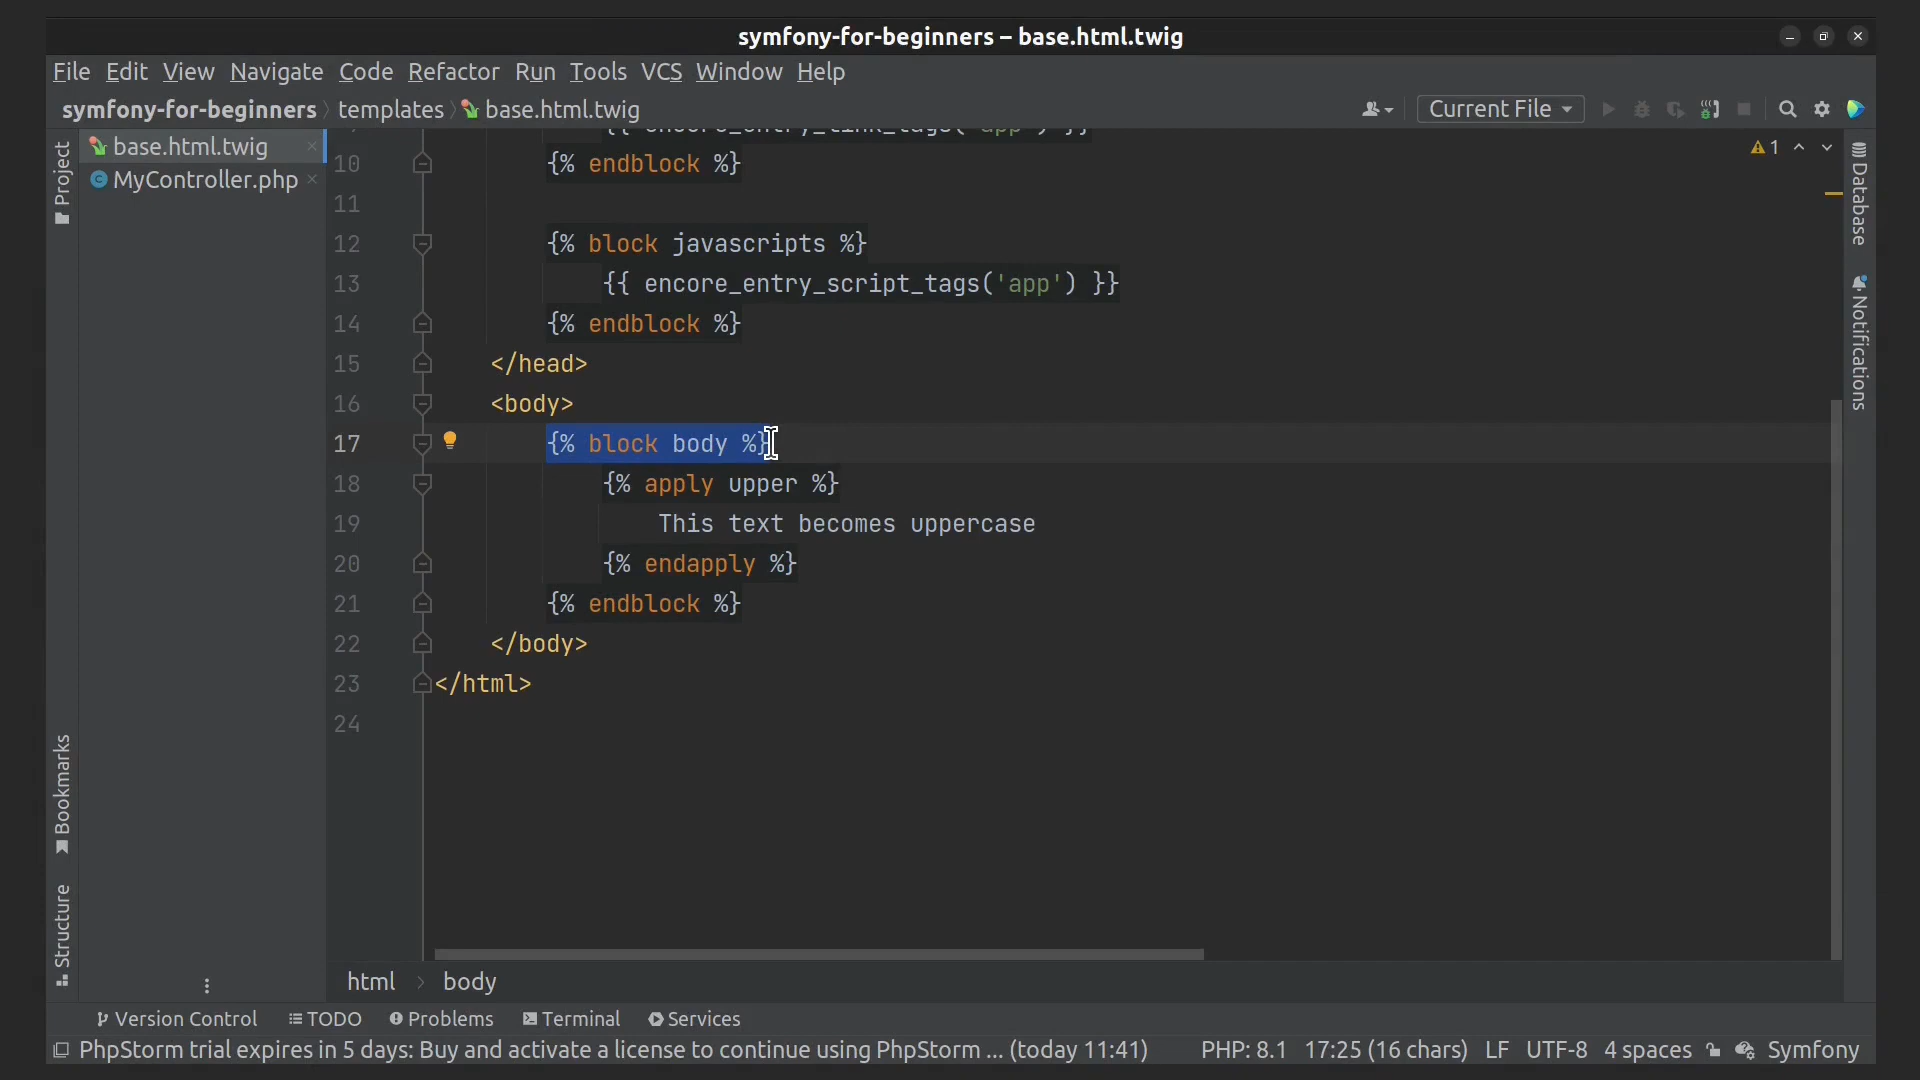 symfony-for-beginners – base.html.twig
File Edit View Navigate Code Refactor Run Tools VCS Window Help
symfony-for-beginners templates base.html.twig
Current File
Project
base.html.twig
MyController.php
{{ encore_entry_link_tags('app') }}
10 {% endblock %}
11
12 {% block javascripts %}
13 {{ encore_entry_script_tags('app') }}
14 {% endblock %}
15 </head>
16 <body>
17 {% block body %}
18 {% apply upper %}
19 This text becomes uppercase
20 {% endapply %}
21 {% endblock %}
22 </body>
23 </html>
24
1
Database
Notifications
Bookmarks
Structure
html > body
Version Control TODO Problems Terminal Services
PhpStorm trial expires in 5 days: Buy and activate a license to continue using PhpStorm ... (today 11:41) PHP: 8.1 17:25 (16 chars) LF UTF-8 4 spaces Symfony